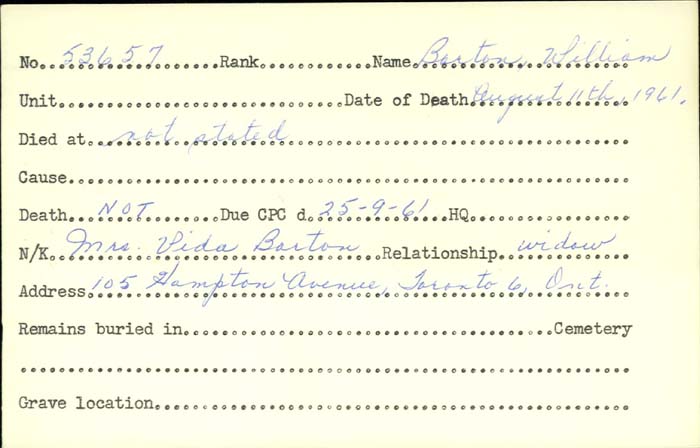 No. 53657 Rank Name Barton, William
Unit Date of Death August 11th, 1961.
Died at not stated
Cause
Death NOT Due CPC d. 25-9-61 HQ
N/K Mrs. Vida Barton Relationship widow
Address 105 Hampton Avenue, Toronto 6, Ont.
Remains buried in Cemetery
Grave location